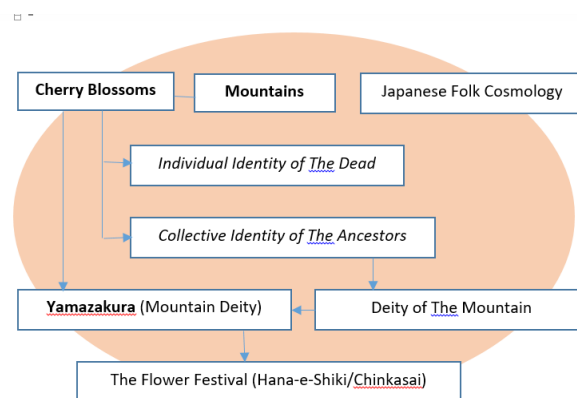 Cherry Blossoms
Mountains
Japanese Folk Cosmology
Individual Identity of The Dead
Collective Identity of The Ancestors
Yamazakura (Mountain Deity)
Deity of The Mountain
The Flower Festival (Hana-e-Shiki/Chinkasai)